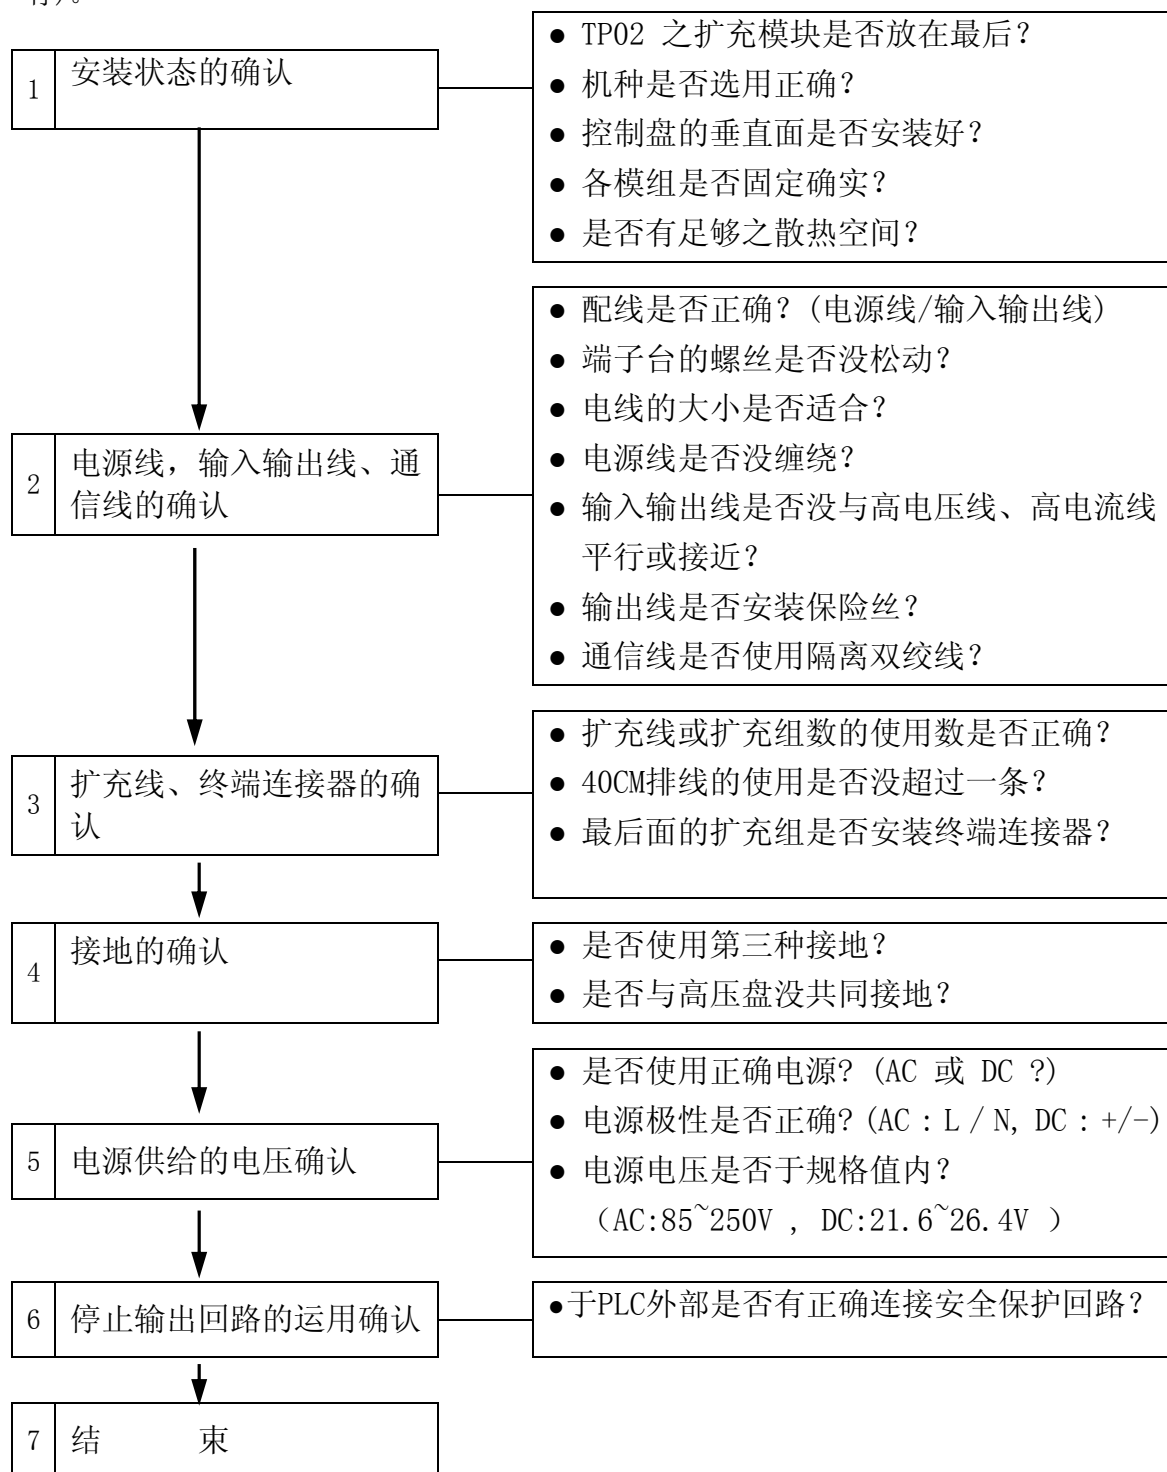 1
安装状态的确认
● TP02 之扩充模块是否放在最后？
● 机种是否选用正确？
● 控制盘的垂直面是否安装好？
● 各模组是否固定确实？
● 是否有足够之散热空间？
2
电源线，输入输出线、通
信线的确认
● 配线是否正确？(电源线/输入输出线)
● 端子台的螺丝是否没松动？
● 电线的大小是否适合？
● 电源线是否没缠绕？
● 输入输出线是否没与高电压线、高电流线
平行或接近？
● 输出线是否安装保险丝？
● 通信线是否使用隔离双绞线？
3
扩充线、终端连接器的确
认
● 扩充线或扩充组数的使用数是否正确？
● 40CM排线的使用是否没超过一条？
● 最后面的扩充组是否安装终端连接器？
4
接地的确认
● 是否使用第三种接地？
● 是否与高压盘没共同接地？
5
电源供给的电压确认
● 是否使用正确电源? (AC 或 DC ?)
● 电源极性是否正确? (AC : L / N, DC : +/-)
● 电源电压是否于规格值内？
（AC:85~250V , DC:21.6~26.4V ）
6
停止输出回路的运用确认
●于PLC外部是否有正确连接安全保护回路？
7
结 束